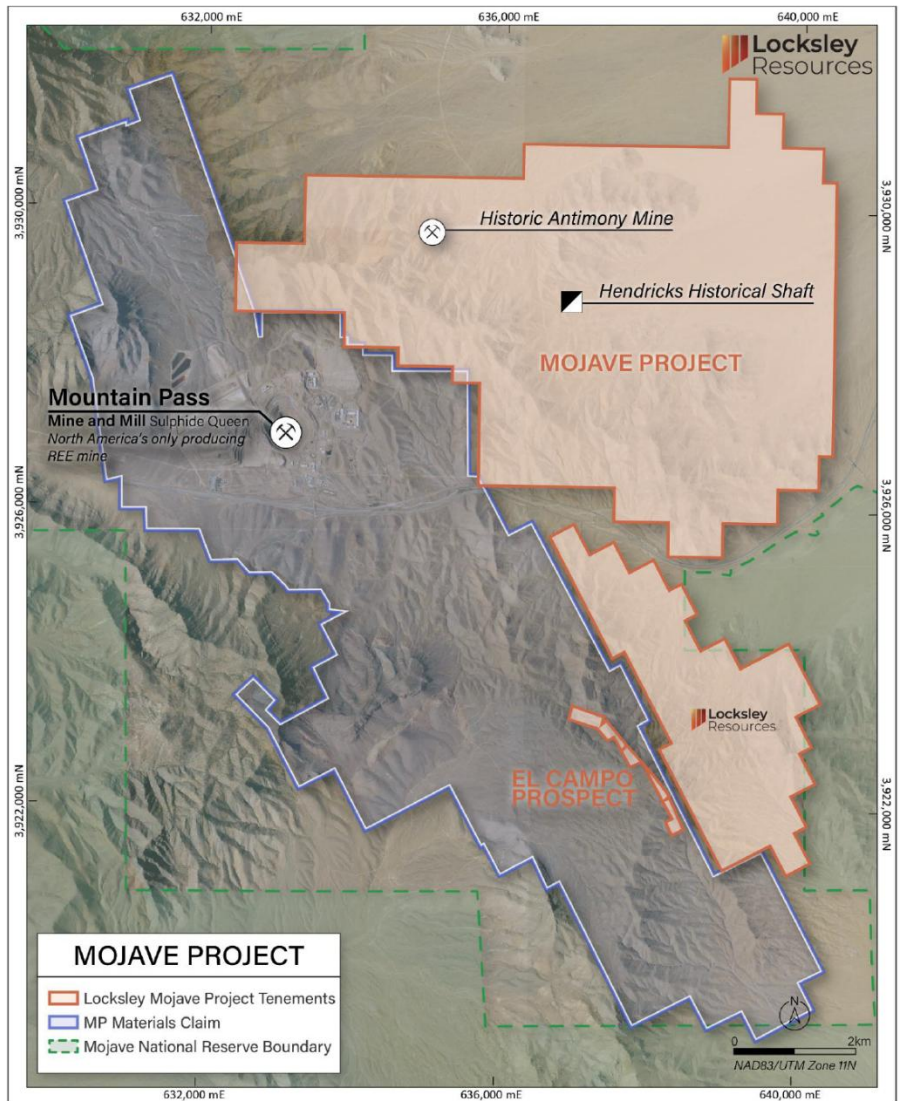 632,000 mE
636,000 mE
640,000 mE
Locksley
Resources
3,930,000 mN
3,930,000 mN
Historic Antimony Mine
Hendricks Historical Shaft
MOJAVE PROJECT
Mountain Pass
Mine and Mill Sulphide Queen
North America's only producing
REE mine
3,926,000 mN
3,926,000 mN
Locksley
Resources
EL CAMPO
PROSPECT
3,922,000 mN
3,922,000 mN
MOJAVE PROJECT
Locksley Mojave Project Tenements
MP Materials Claim
Mojave National Reserve Boundary
N
0 2km
NAD83/UTM Zone 11N
632,000 mE
636,000 mE
640,000 mE